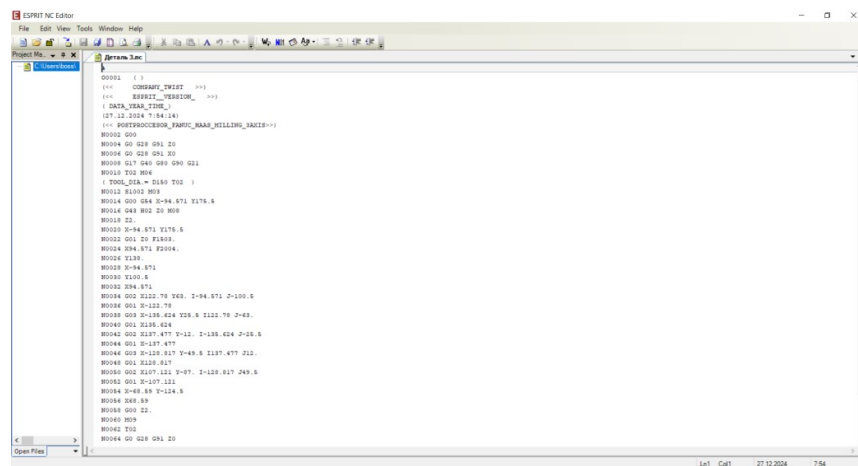 ESPRIT NC Editor
File Edit View Tools Window Help
Project Ma...
Деталь 3.nc
C:\Users\boss\
%
O0001 ( )
(<< COMPANY_TWIST >>)
(<< ESPRIT__VERSION_ >>)
( DATA_YEAR_TIME_)
(27.12.2024 7:54:14)
(<< POSTPROCCESOR_FANUC_HAAS_MILLING_5AXIS>>)
N0002 G00
N0004 G0 G28 G91 Z0
N0006 G0 G28 G91 X0
N0008 G17 G40 G80 G90 G21
N0010 T02 M06
( TOOL_DIA.= D150 T02 )
N0012 S1002 M03
N0014 G00 G54 X-94.571 Y175.5
N0016 G43 H02 Z0 M08
N0018 Z2.
N0020 X-94.571 Y175.5
N0022 G01 Z0 F1503.
N0024 X94.571 F2004.
N0026 Y138.
N0028 X-94.571
N0030 Y100.5
N0032 X94.571
N0034 G02 X122.78 Y63. I-94.571 J-100.5
N0036 G01 X-122.78
N0038 G03 X-135.624 Y25.5 I122.78 J-63.
N0040 G01 X135.624
N0042 G02 X137.477 Y-12. I-135.624 J-25.5
N0044 G01 X-137.477
N0046 G03 X-128.817 Y-49.5 I137.477 J12.
N0048 G01 X128.817
N0050 G02 X107.121 Y-87. I-128.817 J49.5
N0052 G01 X-107.121
N0054 X-68.59 Y-124.5
N0056 X68.59
N0058 G00 Z2.
N0060 M09
N0062 T02
N0064 G0 G28 G91 Z0
Open Files
Ln1 Col1 27.12.2024 7:54